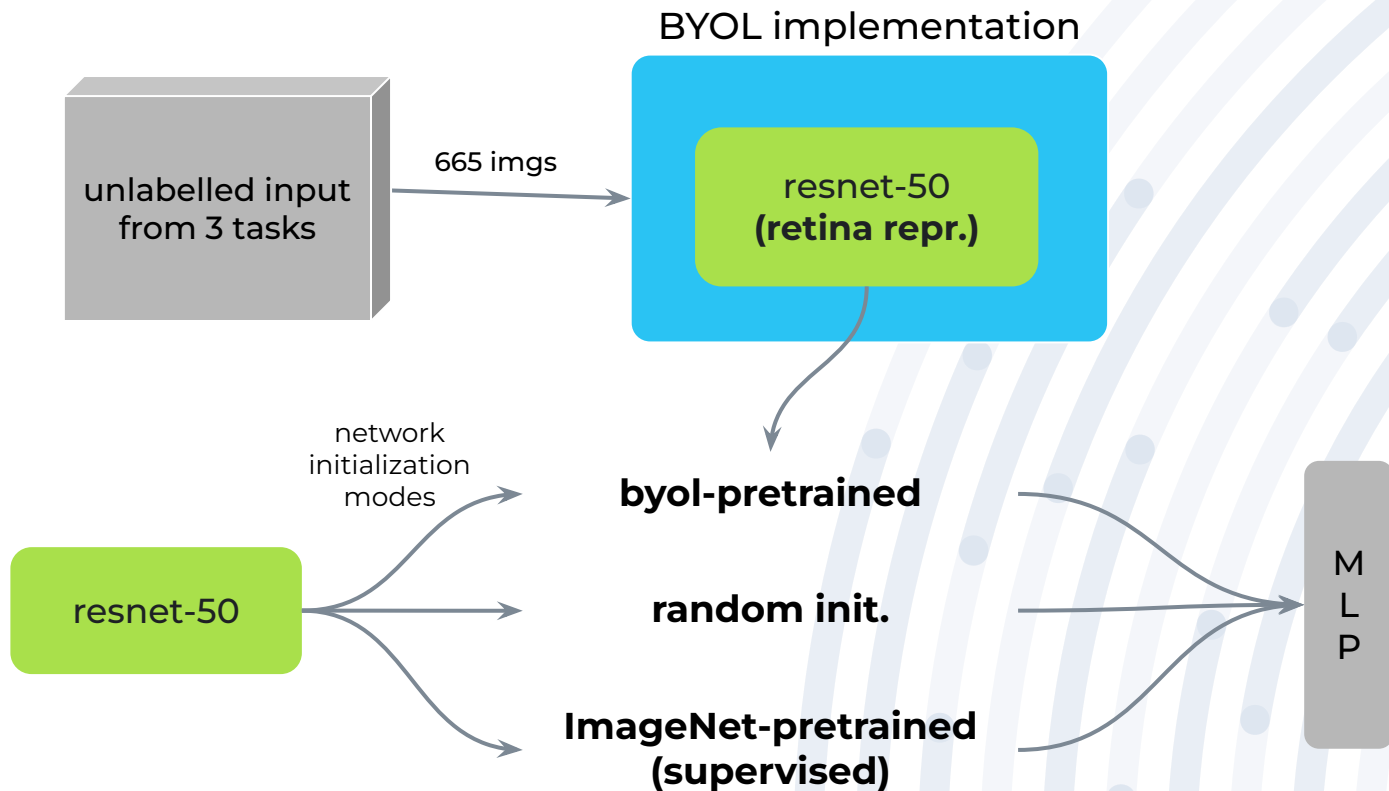 BYOL implementation
unlabelled input
from 3 tasks
665 imgs
resnet-50
(retina repr.)
network
initialization
modes
byol-pretrained
resnet-50
random init.
ImageNet-pretrained
(supervised)
M
L
P